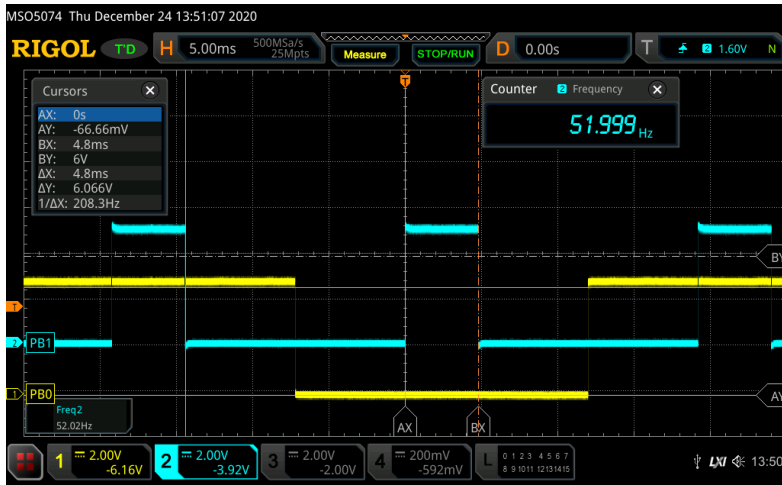 MSO5074 Thu December 24 13:51:07 2020
RIGOL T'D H 5.00ms 500MSa/s 25Mpts Measure STOP/RUN D 0.00s T 2 1.60V N
T
Cursors
AX: 0s
AY: -66.66mV
BX: 4.8ms
BY: 6V
ΔX: 4.8ms
ΔY: 6.066V
1/ΔX: 208.3Hz
Counter 2 Frequency
51.999 Hz
BY
T
2 PB1
1 PB0
AY
Freq2
52.02Hz
AX BX
1 2.00V -6.16V
2 2.00V -3.92V
3 2.00V -2.00V
4 200mV -592mV
L 0 1 2 3 4 5 6 7
8 9 10 11 12 13 14 15
LXI 13:50